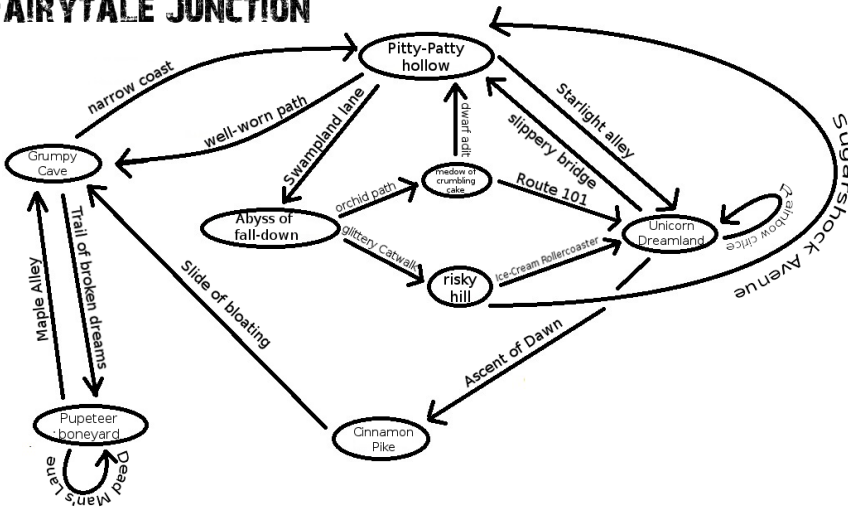 FAIRYTALE JUNCTION
Pitty-Patty
hollow
narrow coast
well-worn path
Swampland lane
dwarf adit
slippery bridge
Starlight alley
Sugarshock Avenue
Grumpy
Cave
medow of
crumbling
cake
orchid path
Route 101
Abyss of
fall-down
glittery Catwalk
Unicorn
Dreamland
rainbow cirlce
Ice-Cream Rollercoaster
risky
hill
Maple Alley
Trail of broken dreams
Slide of bloating
Ascent of Dawn
Pupeteer
boneyard
Cinnamon
Pike
Dead Man's Lane